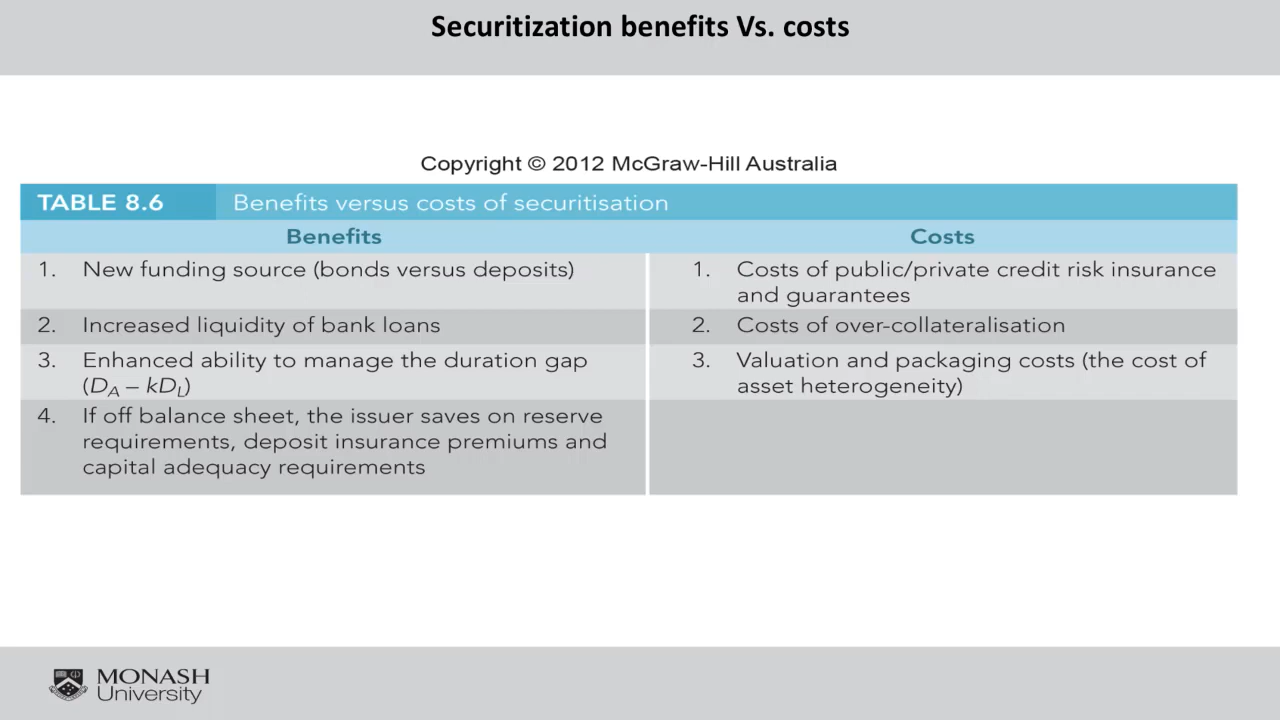 Securitization benefits Vs. costs
Copyright © 2012 McGraw-Hill Australia
TABLE 8.6 Benefits versus costs of securitisation
Benefits Costs
1. New funding source (bonds versus deposits)
1. Costs of public/private credit risk insurance
and guarantees
2. Increased liquidity of bank loans
2. Costs of over-collateralisation
3. Enhanced ability to manage the duration gap
(D_A – kD_L)
3. Valuation and packaging costs (the cost of
asset heterogeneity)
4. If off balance sheet, the issuer saves on reserve
requirements, deposit insurance premiums and
capital adequacy requirements
MONASH
University